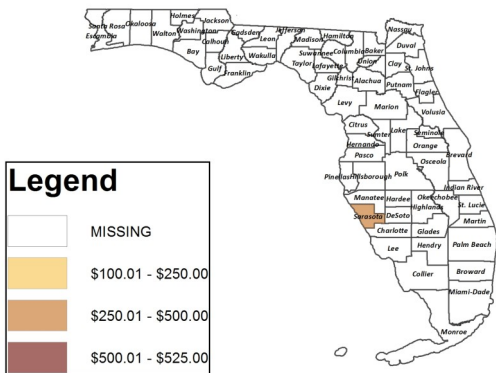 Holmes
Jackson
Santa Rosa
Okaloosa
Escambia
Walton
Washington
Calhoun
Bay
Gulf
Liberty
Franklin
Gadsden
Leon
Wakulla
Jefferson
Madison
Taylor
Hamilton
Suwannee
Lafayette
Columbia
Baker
Union
Nassau
Duval
Clay
St. Johns
Gilchrist
Alachua
Putnam
Dixie
Flagler
Levy
Marion
Volusia
Citrus
Sumter
Lake
Seminole
Hernando
Orange
Pasco
Osceola
Brevard
Pinellas
Hillsborough
Polk
Indian River
Manatee
Hardee
Okeechobee
Highlands
St. Lucie
Sarasota
DeSoto
Martin
Charlotte
Glades
Lee
Hendry
Palm Beach
Collier
Broward
Miami-Dade
Monroe
Legend
MISSING
$100.01 - $250.00
$250.01 - $500.00
$500.01 - $525.00